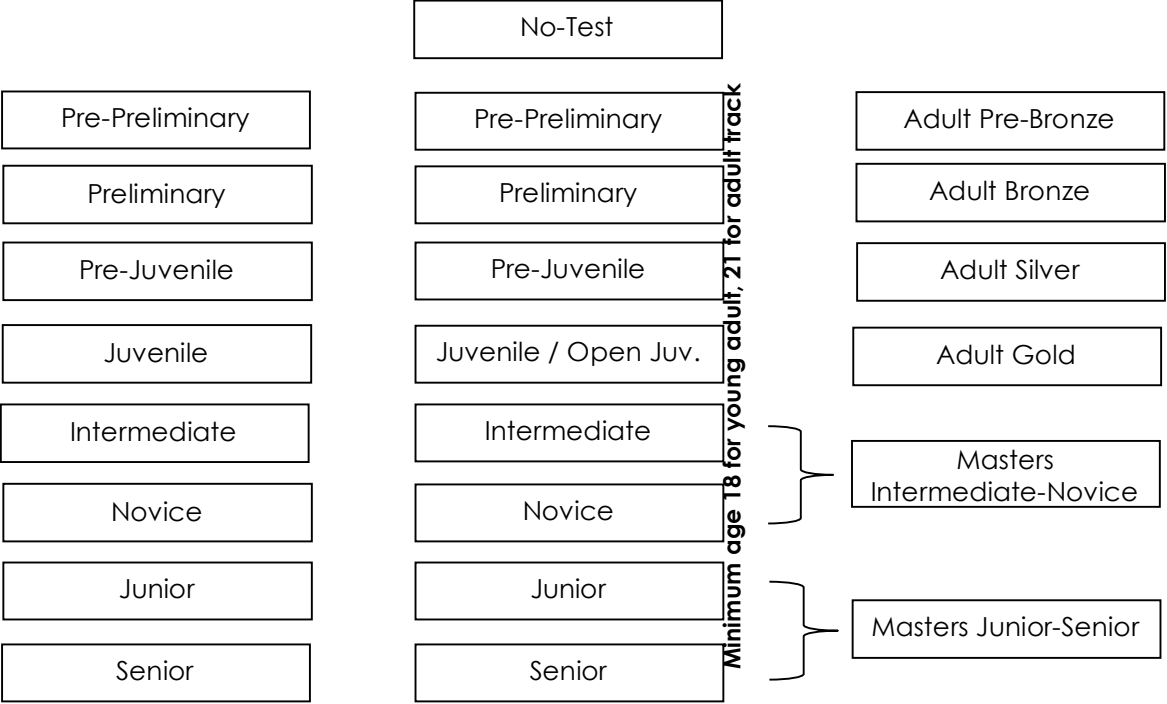 No-Test
Pre-Preliminary
Preliminary
Pre-Juvenile
Juvenile
Intermediate
Novice
Junior
Senior
Pre-Preliminary
Preliminary
Pre-Juvenile
Juvenile / Open Juv.
Intermediate
Novice
Junior
Senior
Minimum age 18 for young adult, 21 for adult track
Adult Pre-Bronze
Adult Bronze
Adult Silver
Adult Gold
Masters
Intermediate-Novice
Masters Junior-Senior